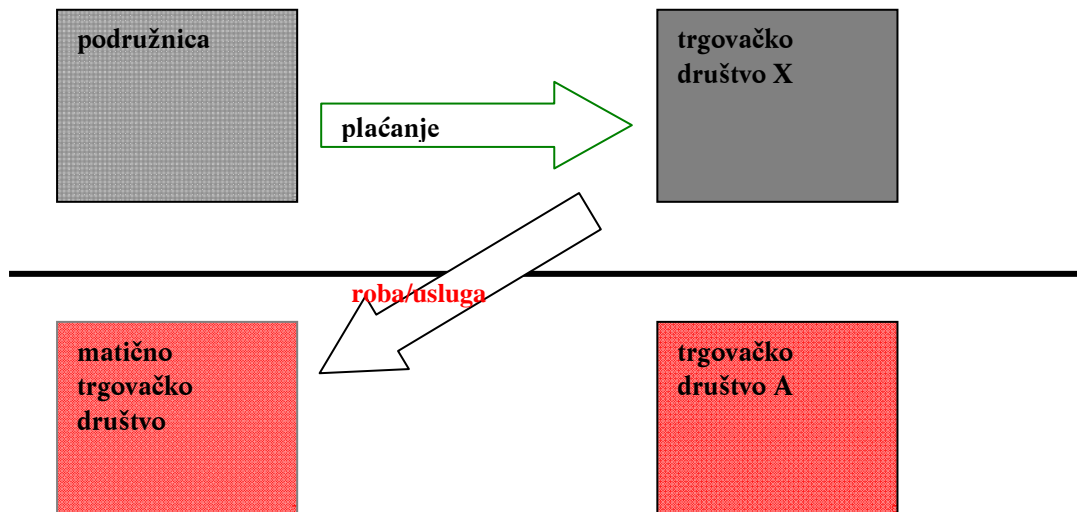 podružnica
trgovačko
društvo X
plaćanje
roba/usluga
matično
trgovačko
društvo
trgovačko
društvo A